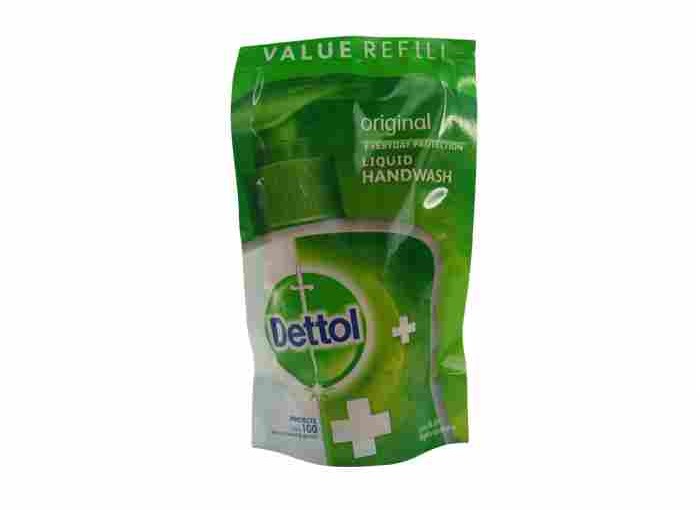 VALUE REFILL
original
EVERYDAY PROTECTION
LIQUID
HANDWASH
Dettol
PROTECTS
100